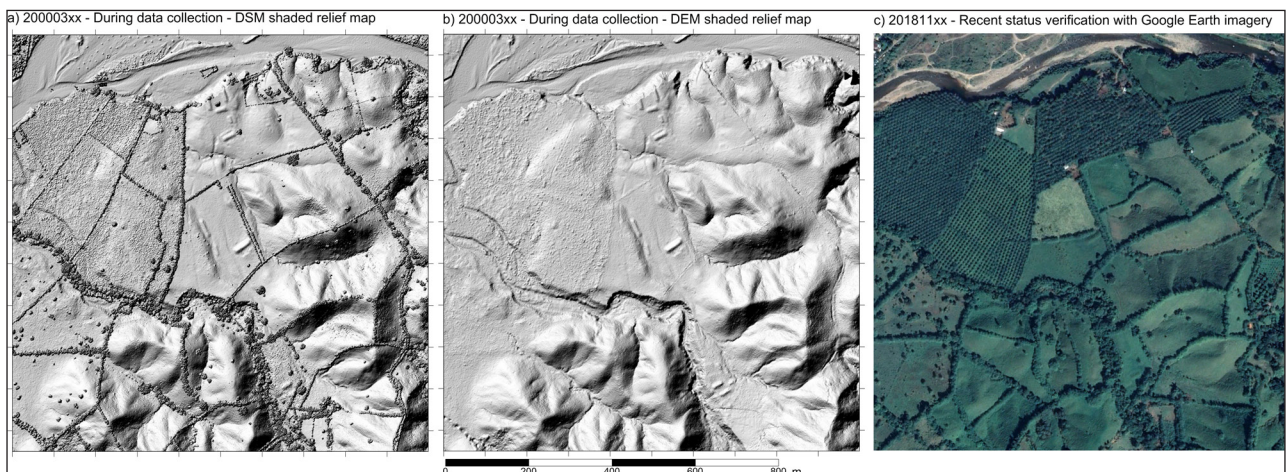 a) 200003xx - During data collection - DSM shaded relief map
b) 200003xx - During data collection - DEM shaded relief map
c) 201811xx - Recent status verification with Google Earth imagery
0 200 400 600 800 m